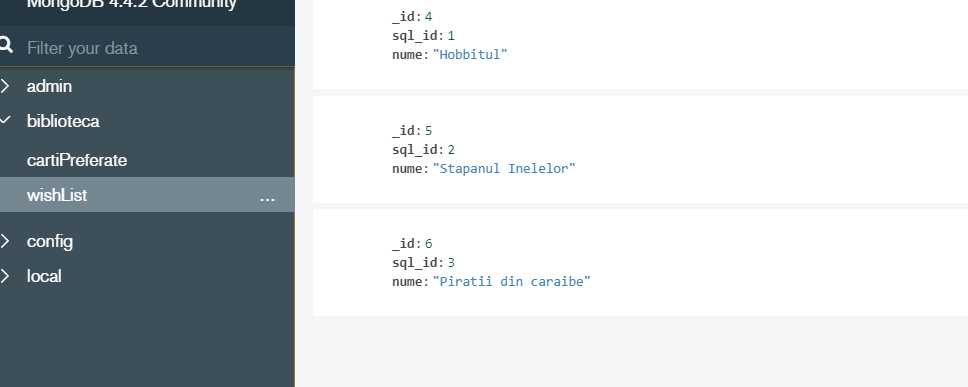 MongoDB 4.4.2 Community
Filter your data
admin
biblioteca
cartiPreferate
wishList ...
config
local
_id: 4
sql_id: 1
nume: "Hobbitul"
_id: 5
sql_id: 2
nume: "Stapanul Inelelor"
_id: 6
sql_id: 3
nume: "Piratii din caraibe"